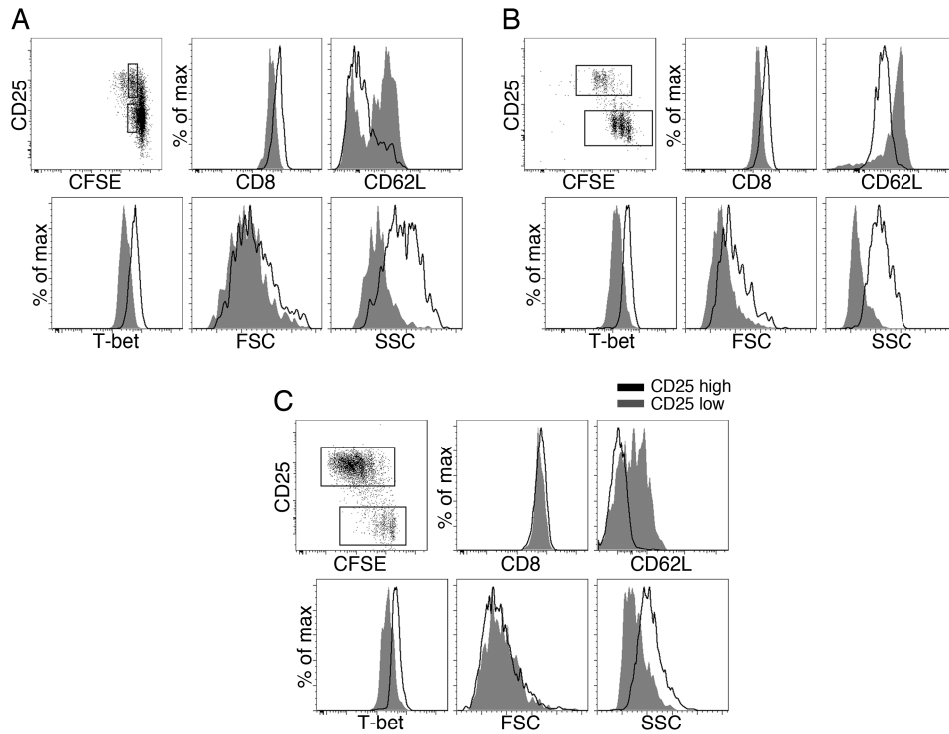 A
CD25
CFSE
% of max
CD8
CD62L
% of max
T-bet
FSC
SSC
B
CD25
CFSE
% of max
CD8
CD62L
% of max
T-bet
FSC
SSC
CD25 high
CD25 low
C
CD25
CFSE
% of max
CD8
CD62L
% of max
T-bet
FSC
SSC